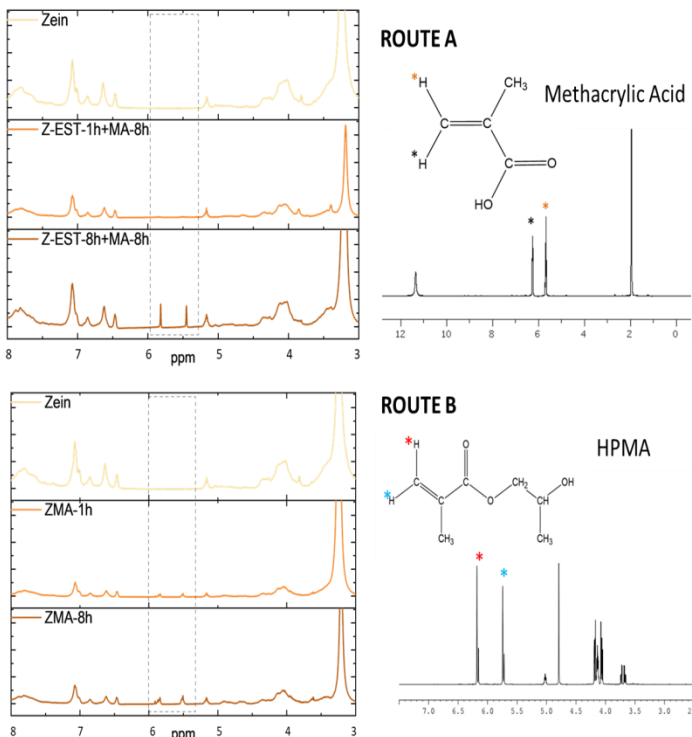 Zein
Z-EST-1h+MA-8h
Z-EST-8h+MA-8h
8 7 6 5 4 3
ppm
ROUTE A
Methacrylic Acid
* H
CH3
H
*
O
HO
* *
12 10 8 6 4 2 0
Zein
ZMA-1h
ZMA-8h
8 7 6 5 4 3
ppm
ROUTE B
HPMA
* H
O
* H
O
CH2
CH
OH
CH3
CH3
* *
7.5 7.0 6.5 6.0 5.5 5.0 4.5 4.0 3.5 3.0 2.5